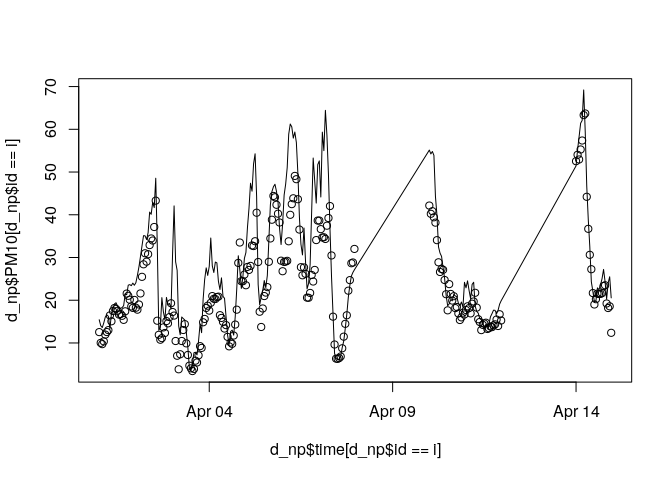 70
60
50
40
30
20
10
d_np$PM10[d_np$id == i]
Apr 04 Apr 09 Apr 14
d_np$time[d_np$id == i]